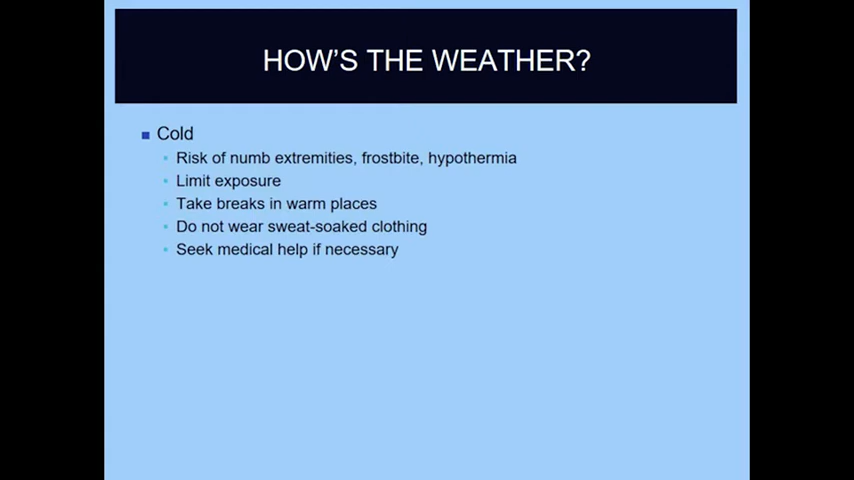 HOW'S THE WEATHER?
Cold
Risk of numb extremities, frostbite, hypothermia
Limit exposure
Take breaks in warm places
Do not wear sweat-soaked clothing
Seek medical help if necessary